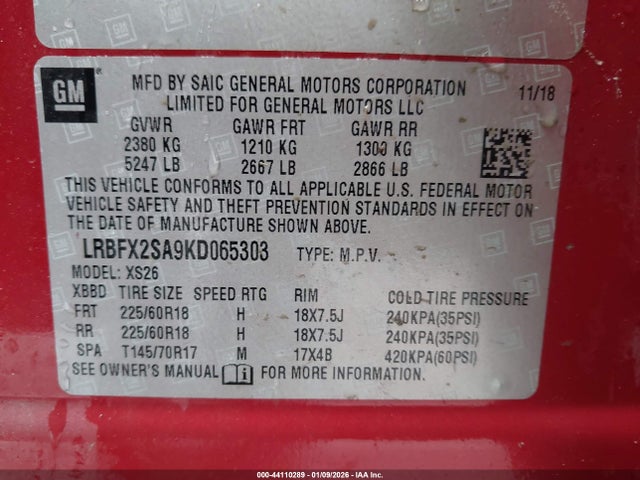 GM
MFD BY SAIC GENERAL MOTORS CORPORATION
LIMITED FOR GENERAL MOTORS LLC
11/18
GVWR GAWR FRT GAWR RR
2380 KG 1210 KG 1300 KG
5247 LB 2667 LB 2866 LB
THIS VEHICLE CONFORMS TO ALL APPLICABLE U.S. FEDERAL MOTOR
VEHICLE SAFETY AND THEFT PREVENTION STANDARDS IN EFFECT ON
THE DATE OF MANUFACTURE SHOWN ABOVE.
LRBFX2SA9KD065303 TYPE: M.P.V.
MODEL: XS26
XBBD TIRE SIZE SPEED RTG RIM COLD TIRE PRESSURE
FRT 225/60R18 H 18X7.5J 240KPA(35PSI)
RR 225/60R18 H 18X7.5J 240KPA(35PSI)
SPA T145/70R17 M 17X4B 420KPA(60PSI)
SEE OWNER'S MANUAL FOR MORE INFORMATION.
000-44110289 - 01/09/2026 - IAA Inc.